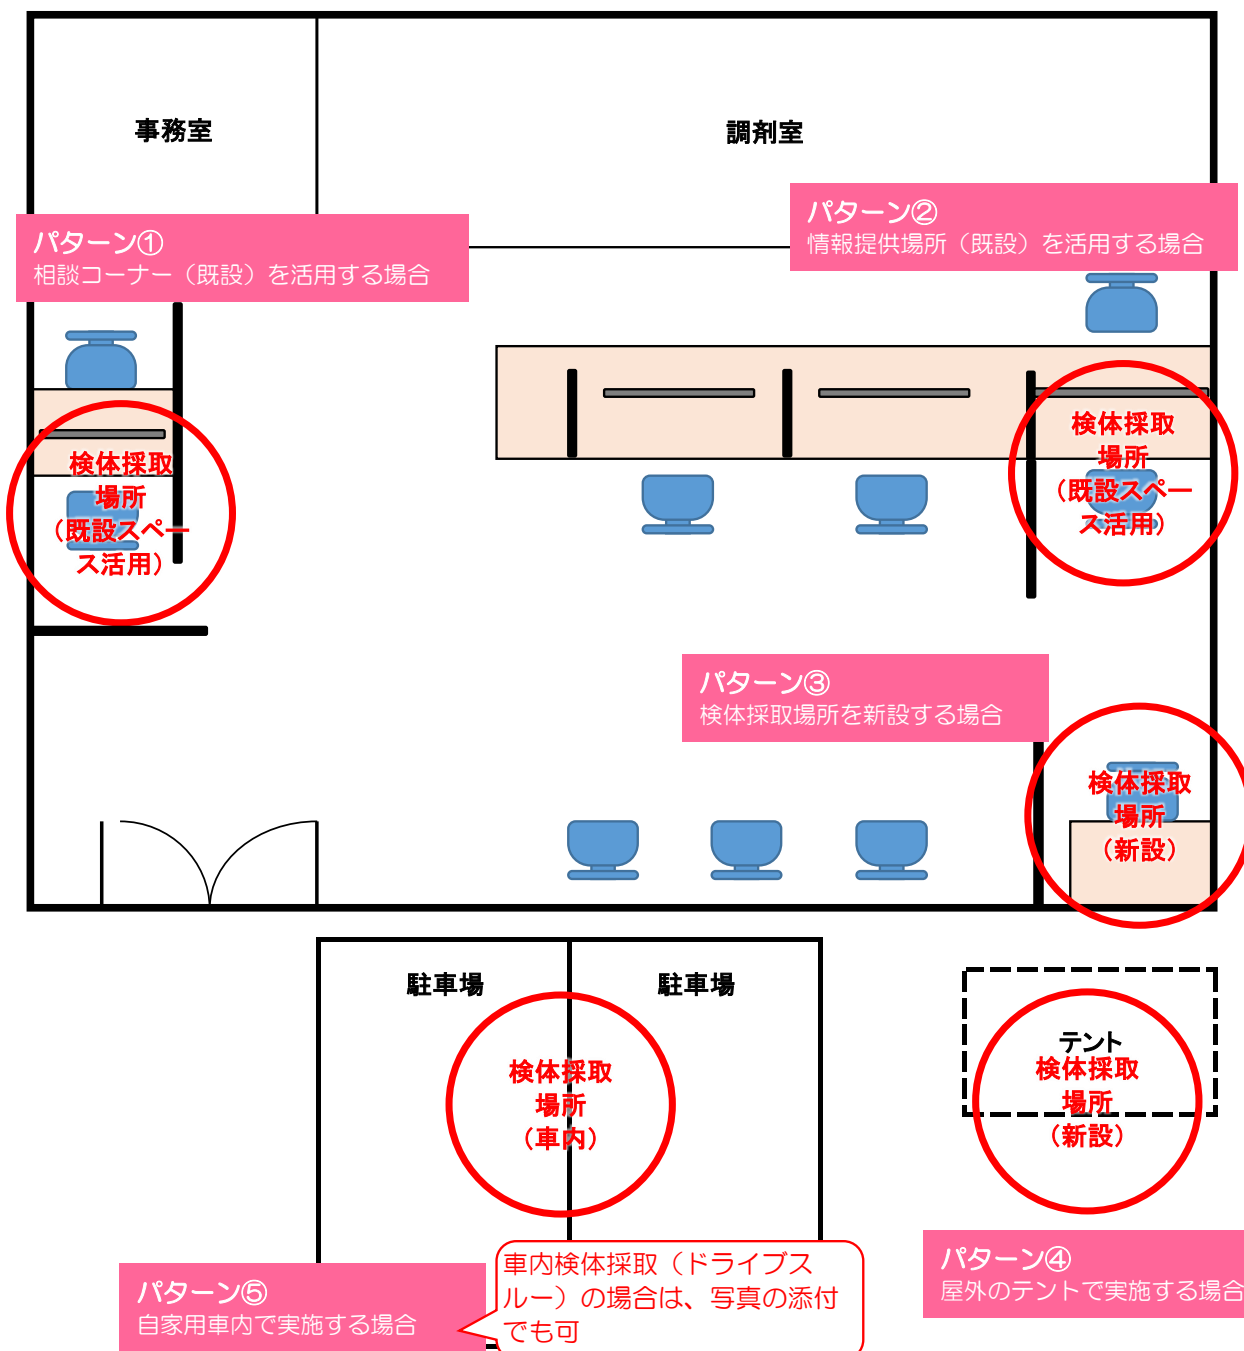 事務室
調剤室
パターン①
相談コーナー（既設）を活用する場合
パターン②
情報提供場所（既設）を活用する場合
検体採取
場所
（既設スペー
ス活用）
検体採取
場所
（既設スペー
ス活用）
パターン③
検体採取場所を新設する場合
検体採取
場所
（新設）
駐車場
駐車場
検体採取
場所
（車内）
テント
検体採取
場所
（新設）
パターン④
屋外のテントで実施する場合
パターン⑤
自家用車内で実施する場合
車内検体採取（ドライブス
ルー）の場合は、写真の添付
でも可